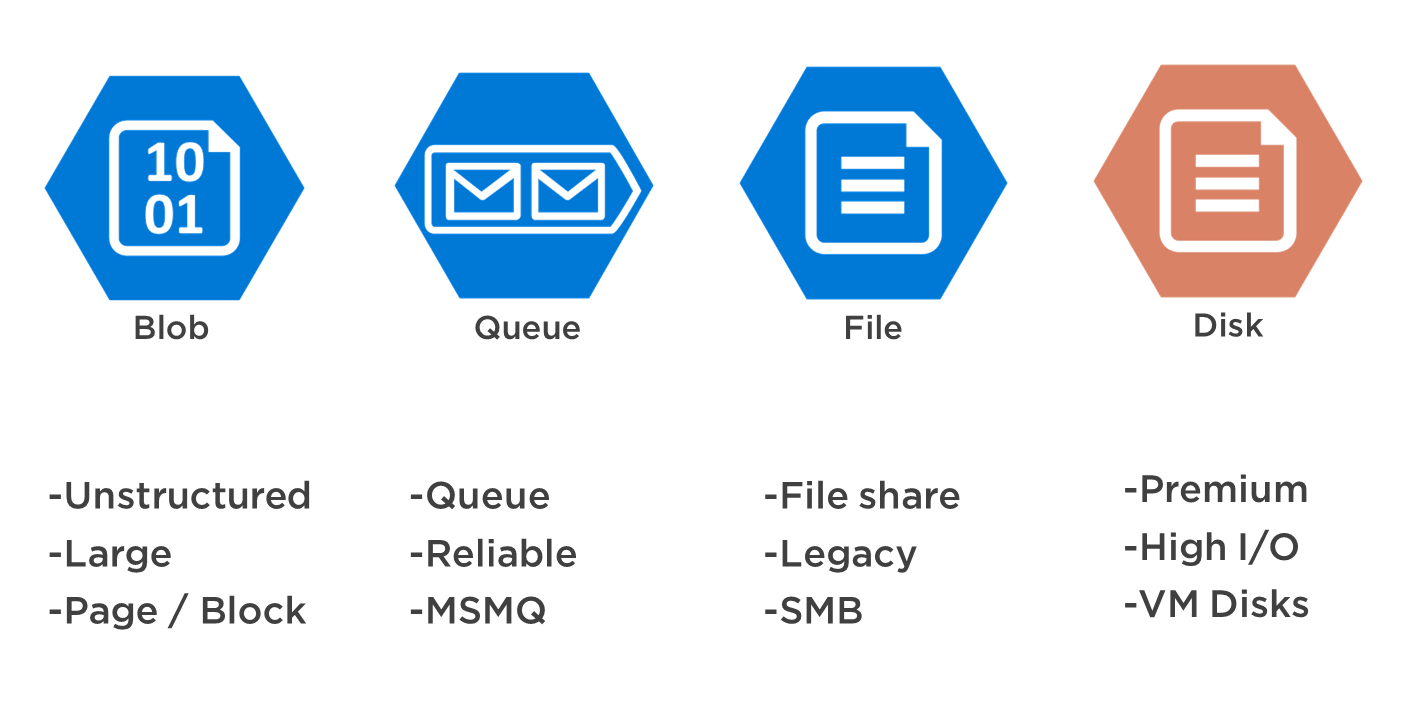 10
01
Blob
Queue
File
Disk
-Unstructured
-Large
-Page / Block
-Queue
-Reliable
-MSMQ
-File share
-Legacy
-SMB
-Premium
-High I/O
-VM Disks